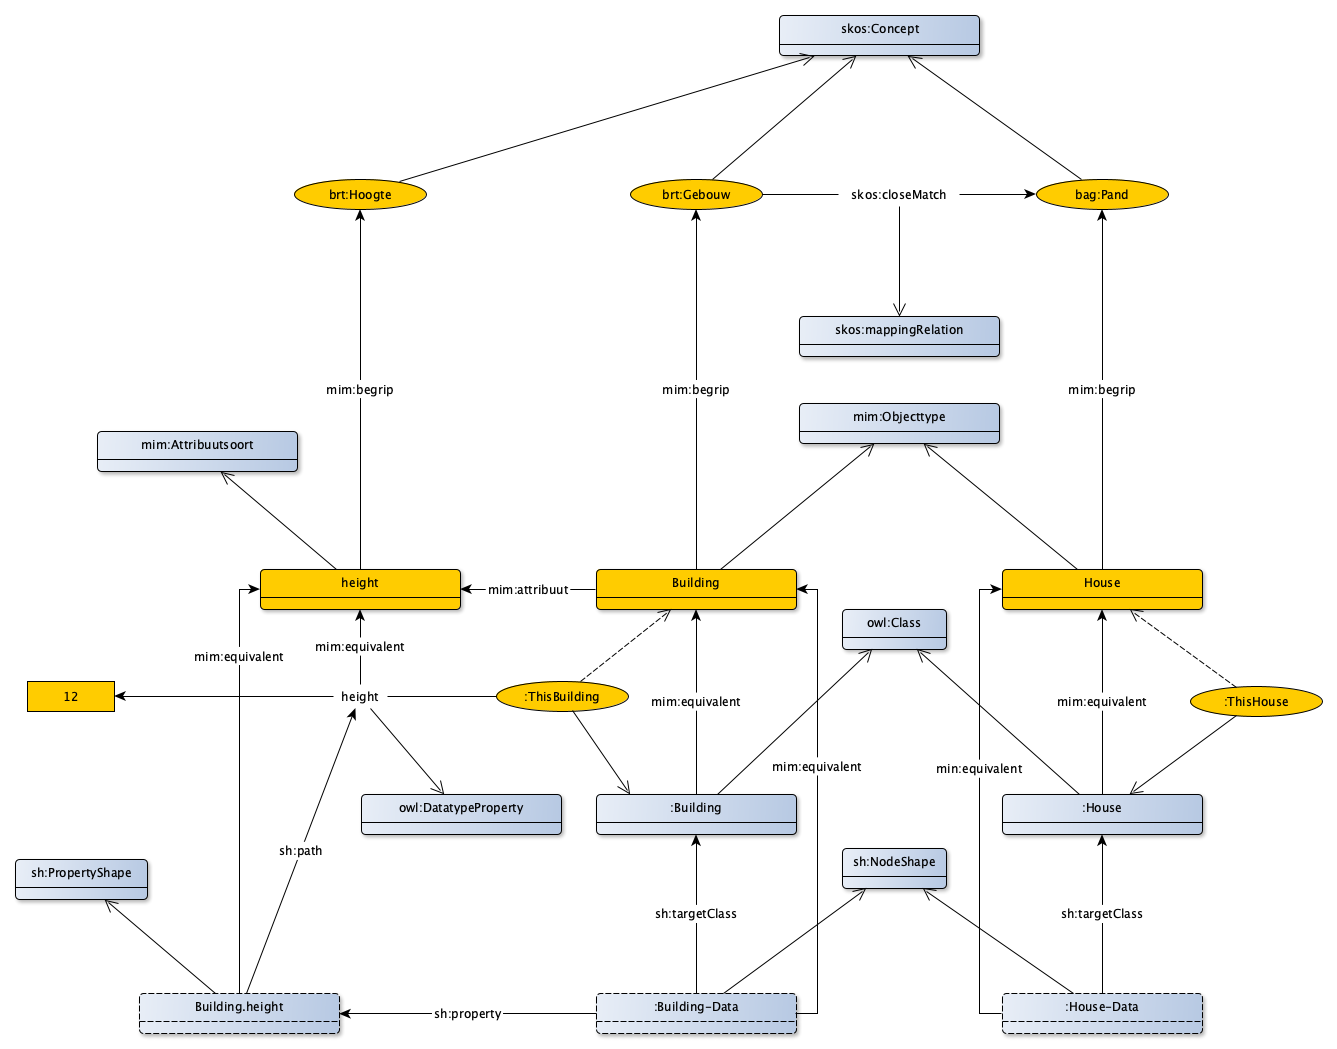 skos:Concept
brt:Hoogte
brt:Gebouw
skos:closeMatch
bag:Pand
skos:mappingRelation
mim:begrip
mim:begrip
mim:begrip
mim:Objecttype
mim:Attribuutsoort
height
mim:attribuut
Building
House
owl:Class
mim:equivalent
mim:equivalent
12
height
:ThisBuilding
mim:equivalent
mim:equivalent
:ThisHouse
mim:equivalent
min:equivalent
owl:DatatypeProperty
:Building
:House
sh:path
sh:PropertyShape
sh:NodeShape
sh:targetClass
sh:targetClass
Building.height
sh:property
:Building-Data
:House-Data